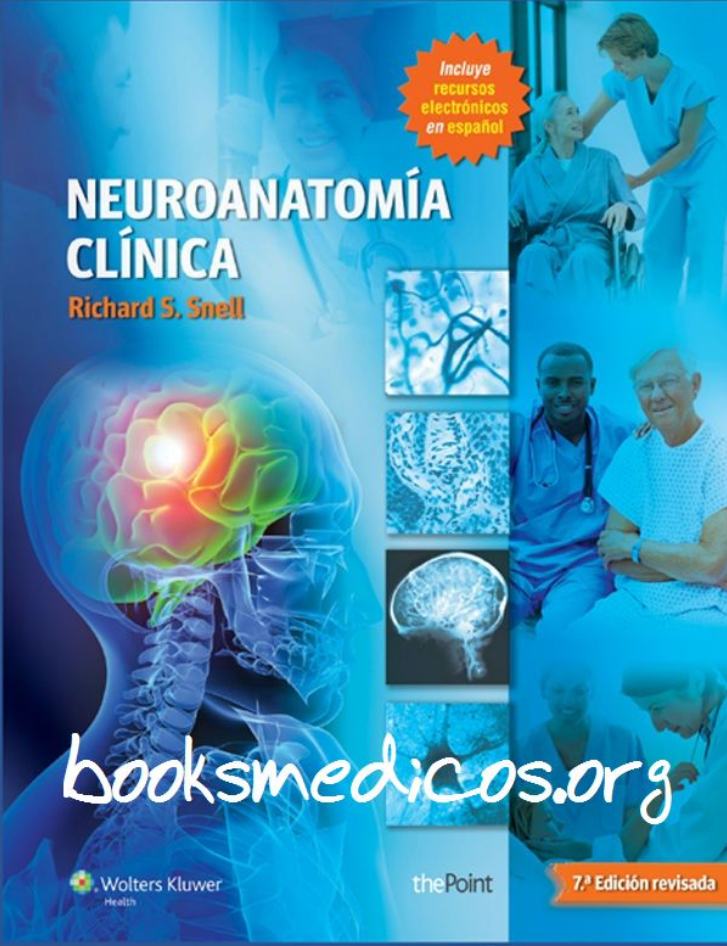 Incluye
recursos
electrónicos
en español
NEUROANATOMÍA
CLÍNICA
Richard S. Snell
booksmedicos.org
Wolters Kluwer
Health
thePoint
7.ª Edición revisada